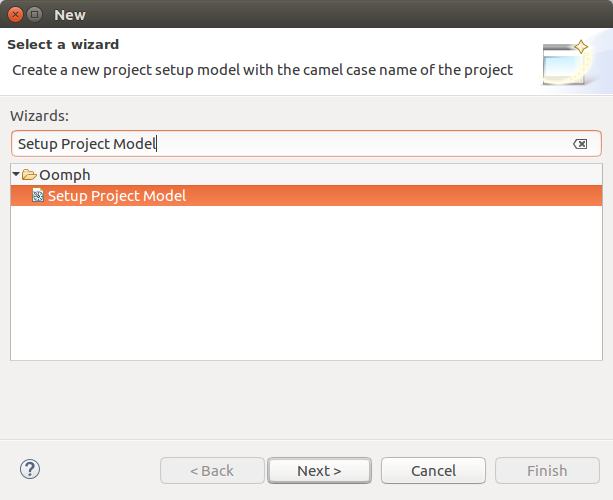 New
Select a wizard
Create a new project setup model with the camel case name of the project
Wizards:
Setup Project Model
Oomph
Setup Project Model
?
< Back
Next >
Cancel
Finish